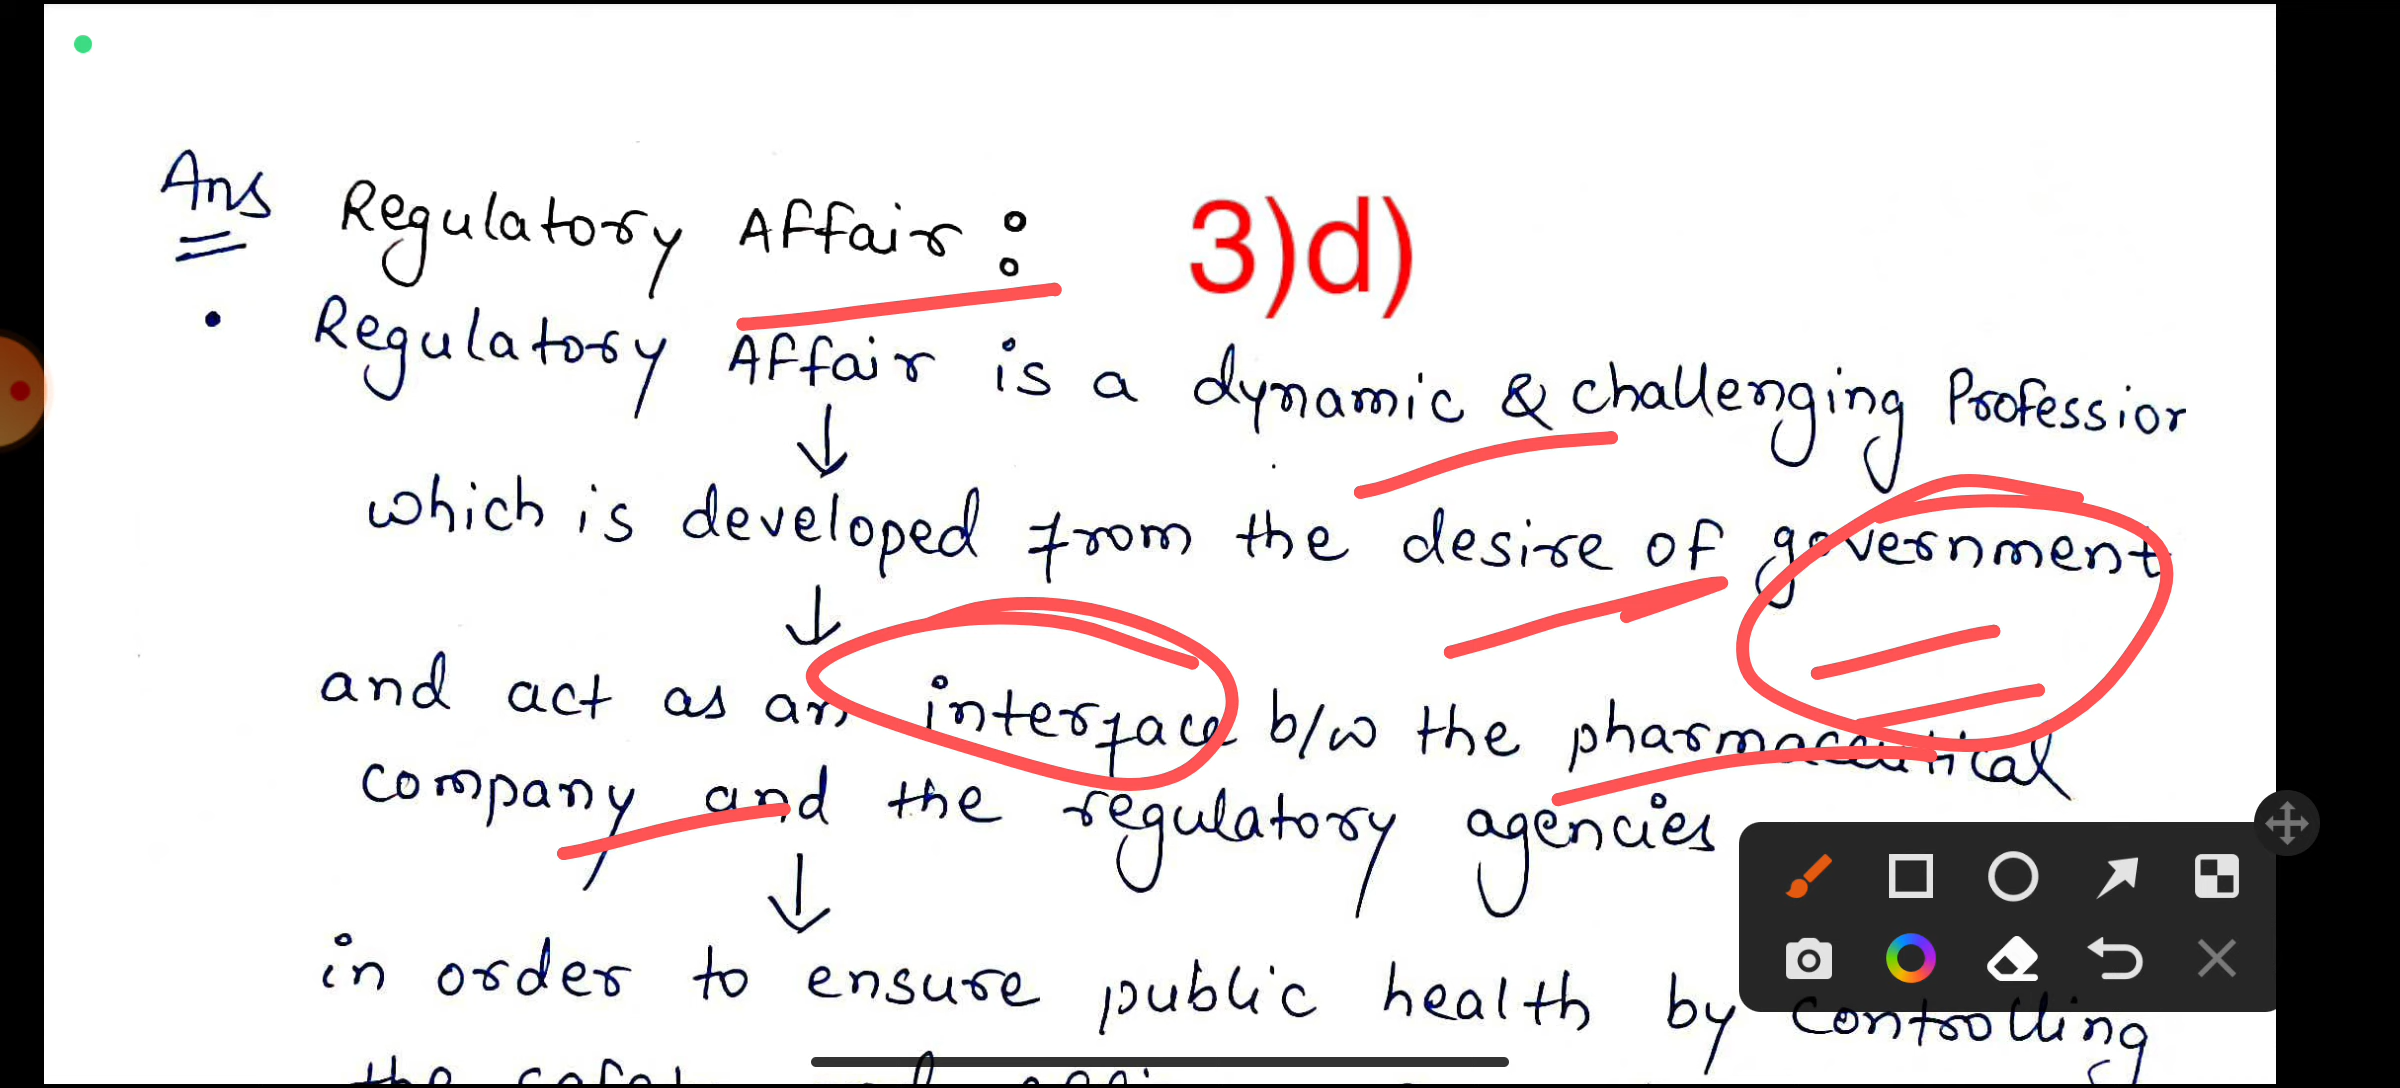 Ans Regulatory Affair : 3)d)
• Regulatory Affair is a dynamic & challenging Profession
↓
which is developed from the desire of government
↓
and act as an interface b/w the pharmaceutical
company and the regulatory agencies
↓
in order to ensure public health by controlling
the